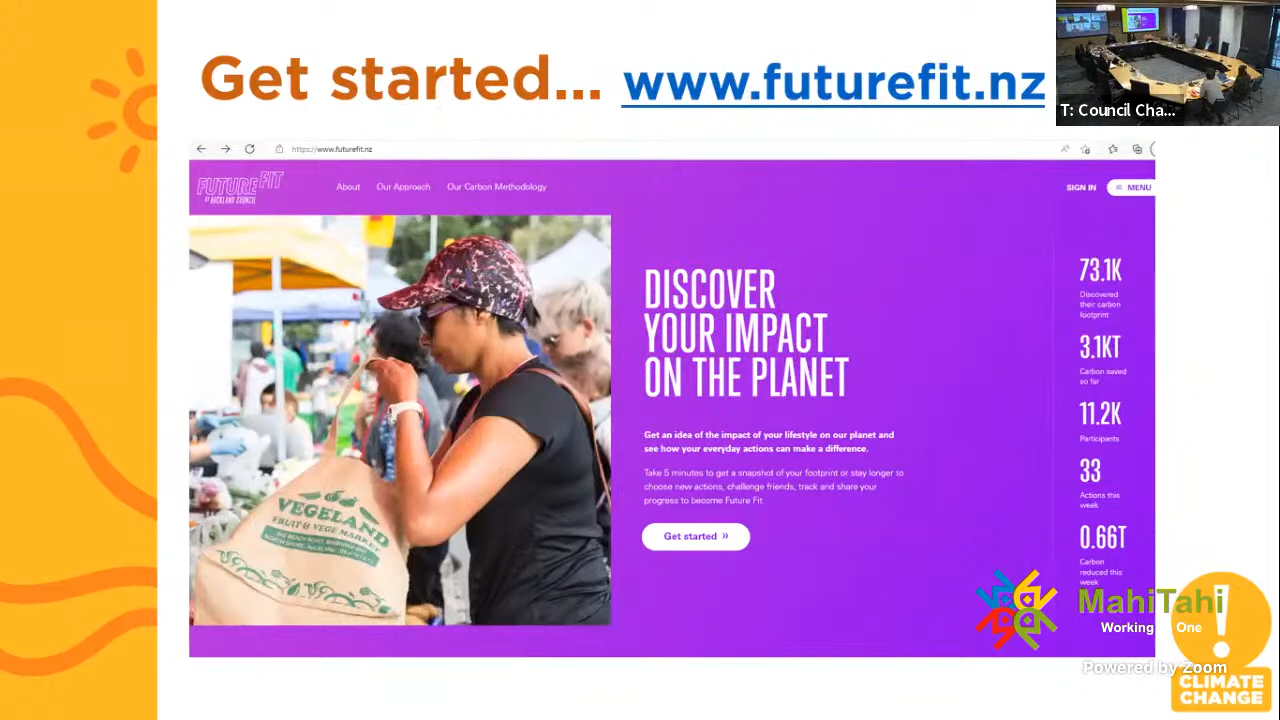 Get started... www.futurefit.nz
T: Council Cha...
https://www.futurefit.nz
FUTURE FIT
BY AUCKLAND COUNCIL
About Our Approach Our Carbon Methodology
SIGN IN MENU
DISCOVER
YOUR IMPACT
ON THE PLANET
Get an idea of the impact of your lifestyle on our planet and
see how your everyday actions can make a difference.
Take 5 minutes to get a snapshot of your footprint or stay longer to
choose new actions, challenge friends, track and share your
progress to become Future Fit.
Get started »
73.1K
Discovered
their carbon
footprint
3.1KT
Carbon saved
so far
11.2K
Participants
33
Actions this
week
0.66T
Carbon
reduced this
week
VEGELAND
FRUIT & VEGE MARKET
MahiTahi
Working One
Powered by Zoom
CLIMATE
CHANGE